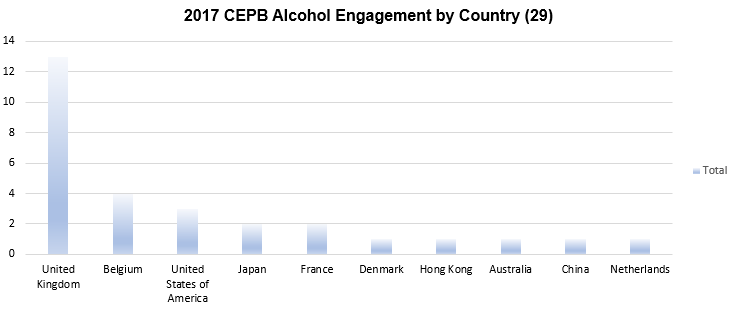 2017 CEPB Alcohol Engagement by Country (29)
14
12
10
8
6
4
2
0
United
Kingdom
Belgium
United
States of
America
Japan
France
Denmark
Hong Kong
Australia
China
Netherlands
Total